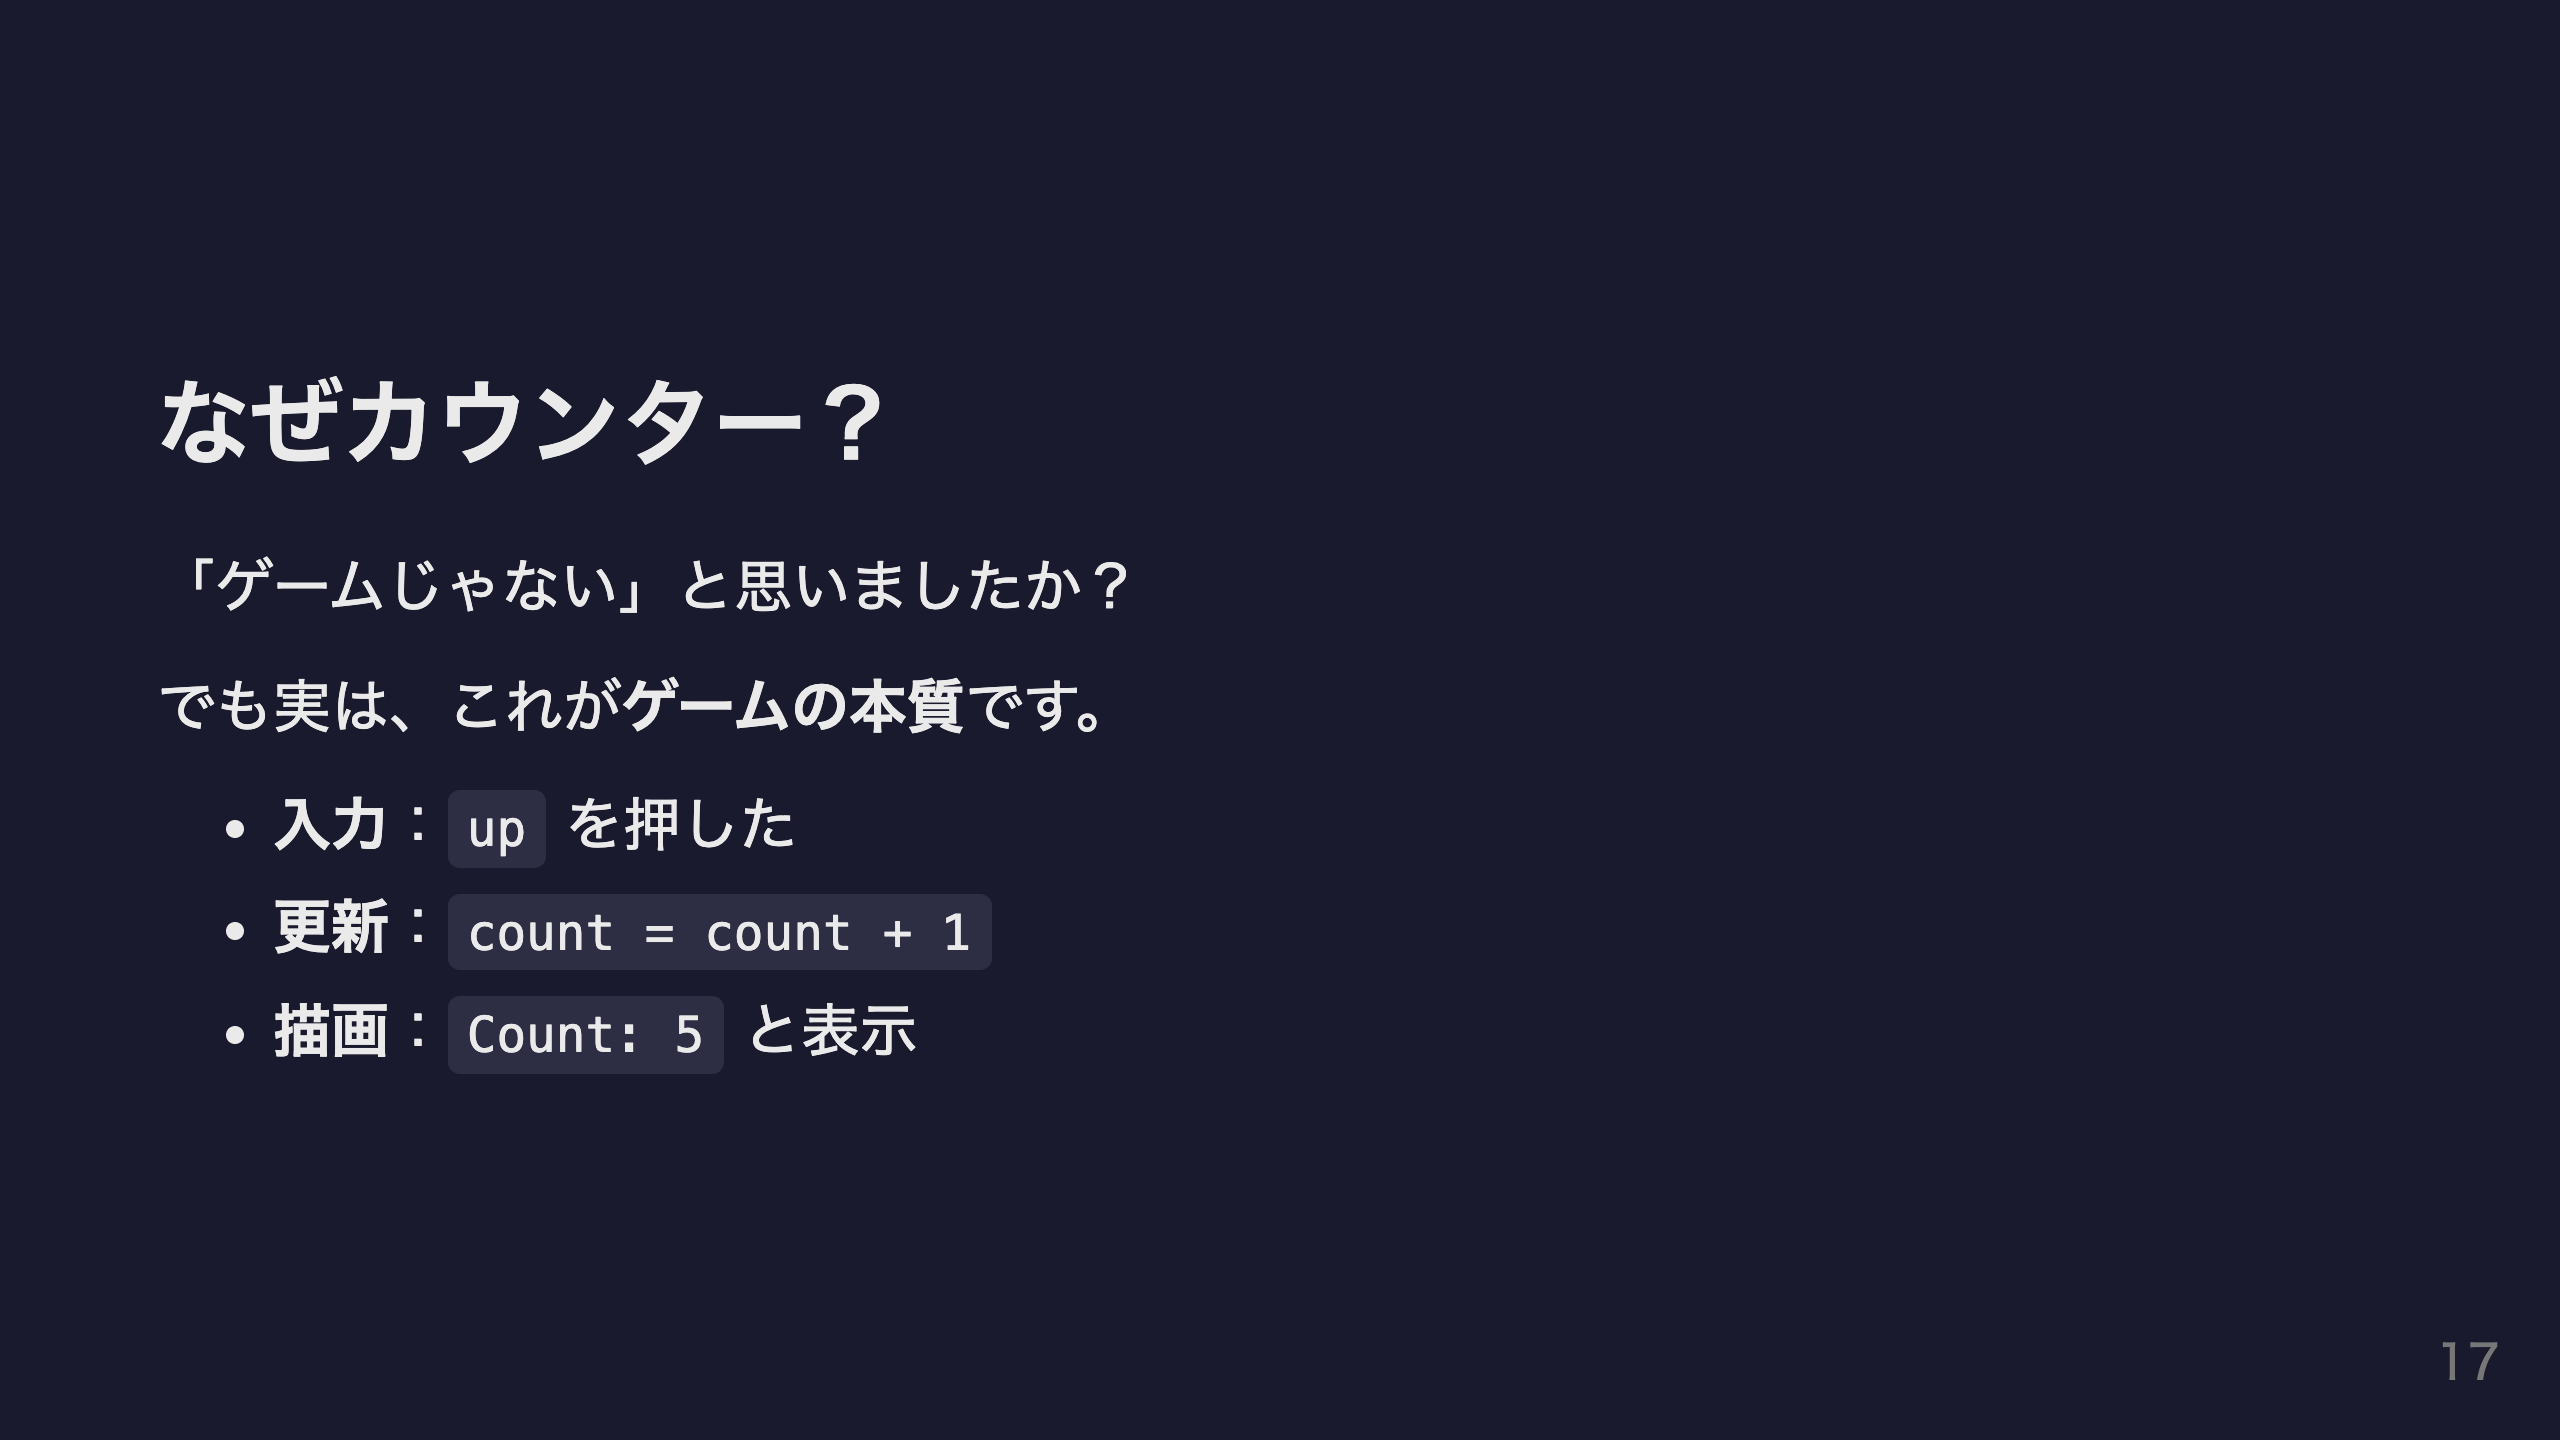 なぜカウンター？
「ゲームじゃない」と思いましたか？
でも実は、これがゲームの本質です。
• 入力：up を押した
• 更新：count = count + 1
• 描画：Count: 5 と表示
17